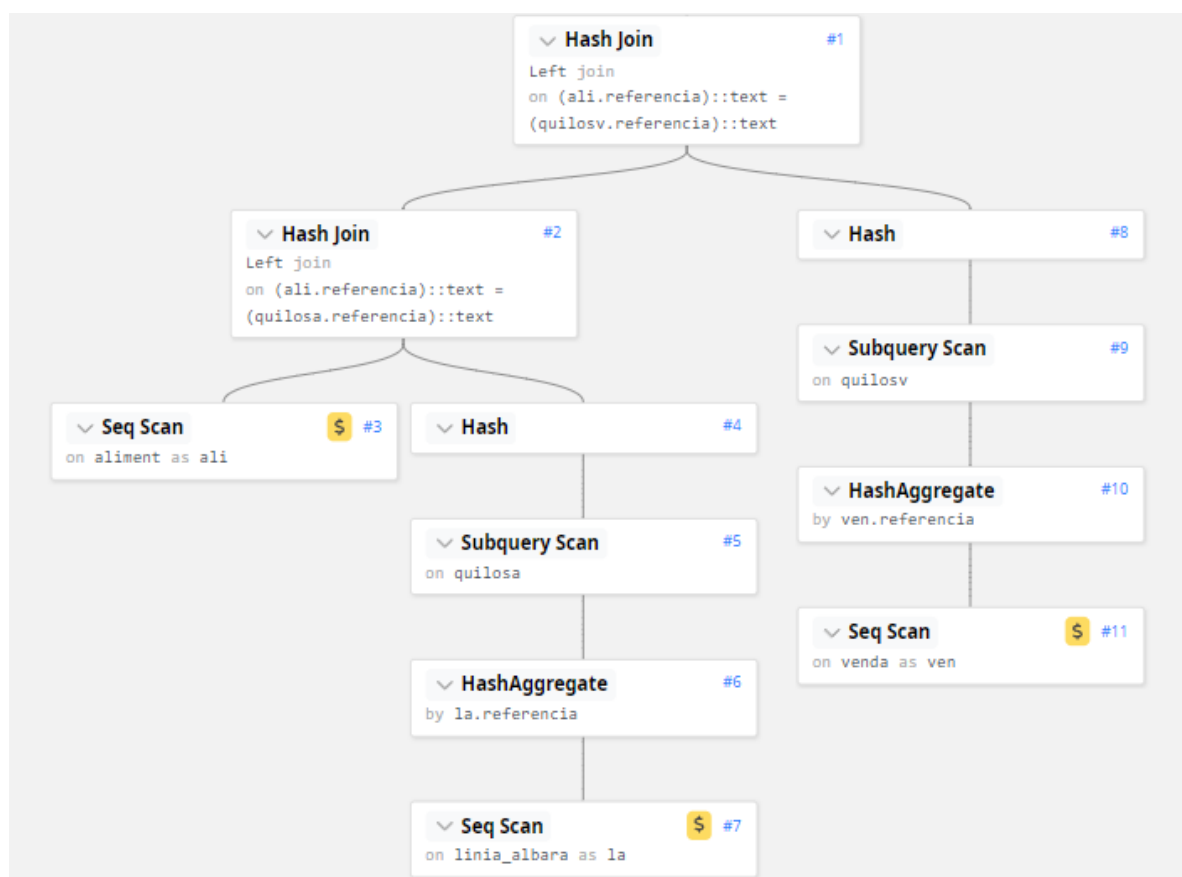 Hash Join #1
Left join
on (ali.referencia)::text =
(quilosv.referencia)::text
Hash Join #2
Left join
on (ali.referencia)::text =
(quilosa.referencia)::text
Hash #8
Subquery Scan #9
on quilosv
Seq Scan $ #3
on aliment as ali
Hash #4
HashAggregate #10
by ven.referencia
Subquery Scan #5
on quilosa
Seq Scan $ #11
on venda as ven
HashAggregate #6
by la.referencia
Seq Scan $ #7
on linia_albara as la